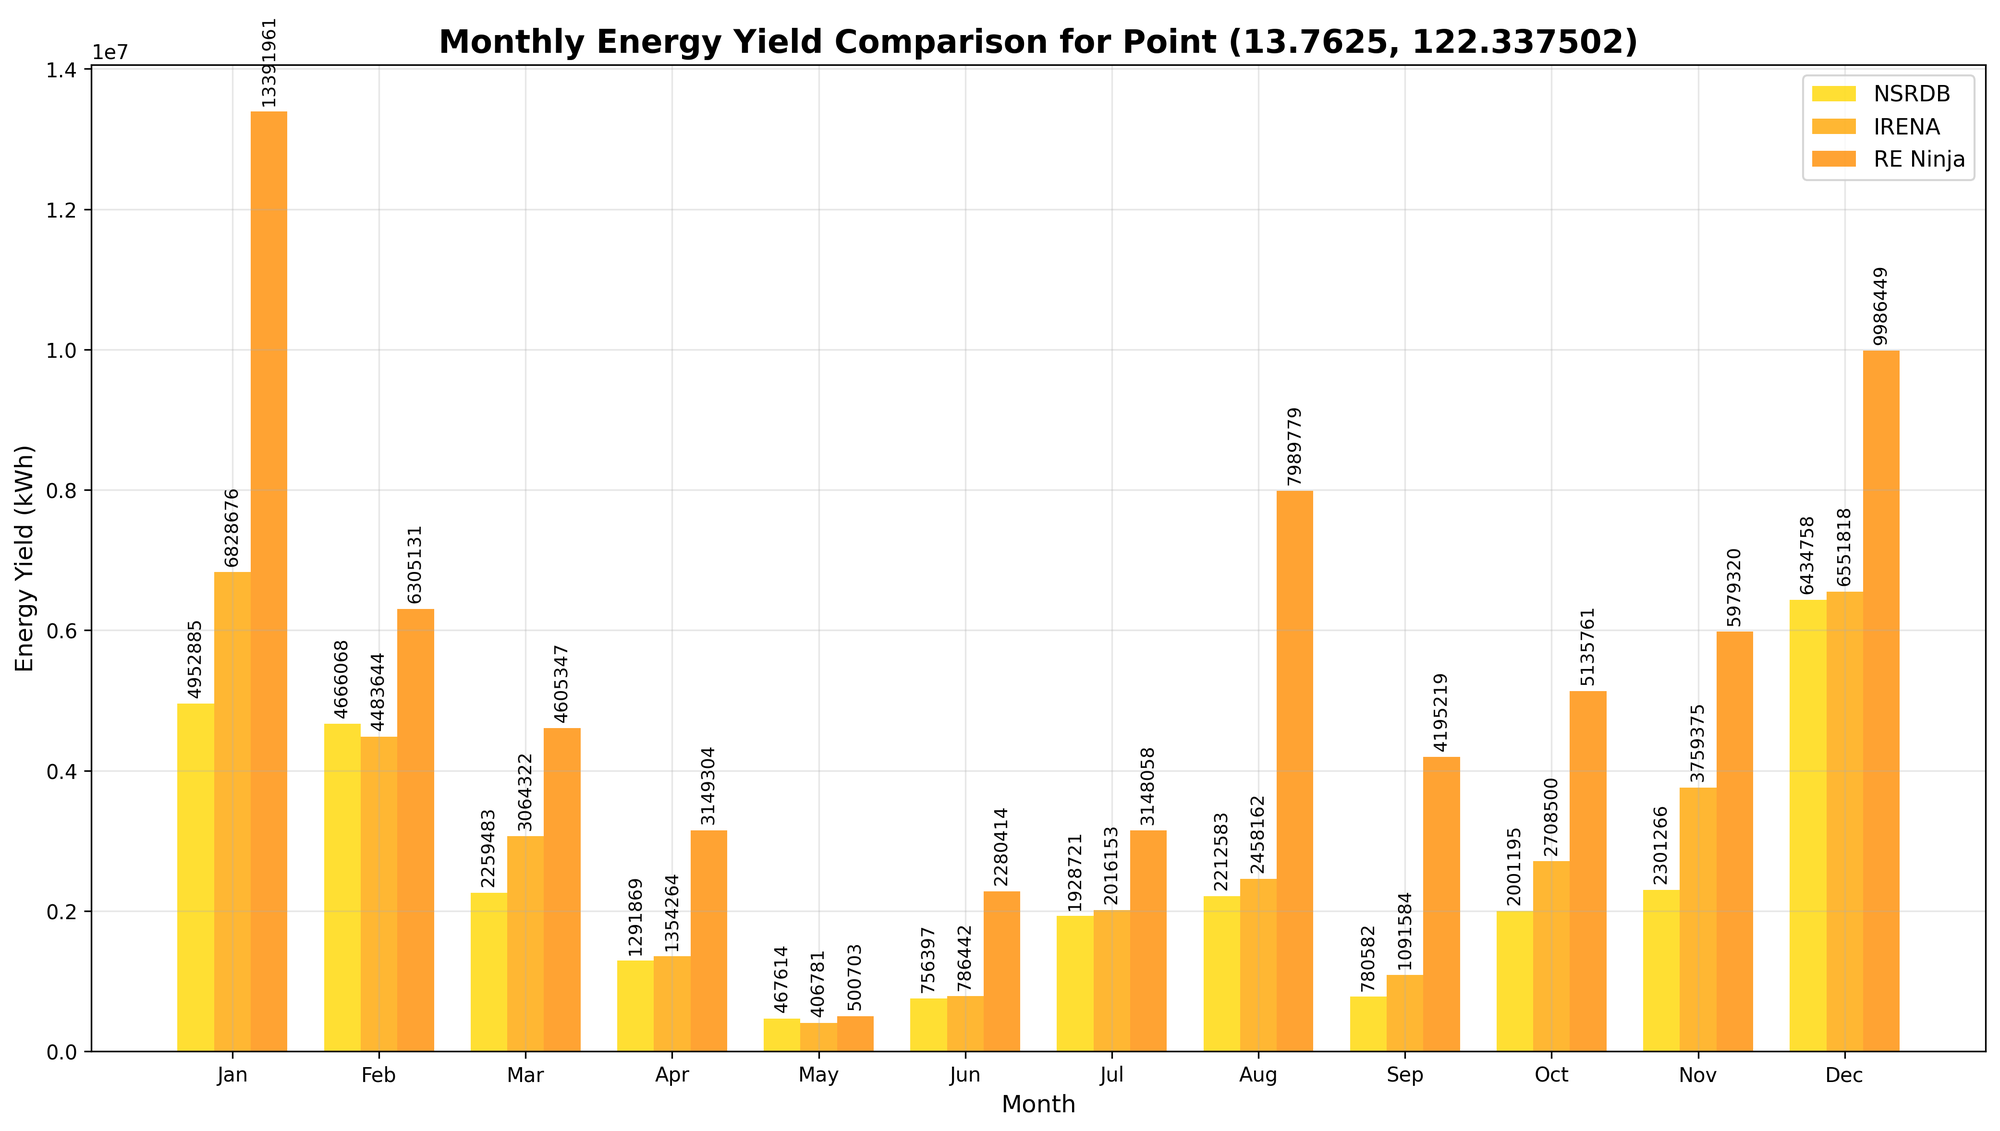 Monthly Energy Yield Comparison for Point (13.7625, 122.337502)
1e7
1.4
1.2
1.0
0.8
0.6
0.4
0.2
0.0
Energy Yield (kWh)
NSRDB
IRENA
RE Ninja
4952885
6828676
13391961
4666068
4483644
6305131
2259483
3064322
4605347
1291869
1354264
3149304
467614
406781
500703
756397
786442
2280414
1928721
2016153
3148058
2212583
2458162
7989779
780582
1091584
4195219
2001195
2708500
5135761
2301266
3759375
5979320
6434758
6551818
9986449
Jan
Feb
Mar
Apr
May
Jun
Jul
Aug
Sep
Oct
Nov
Dec
Month